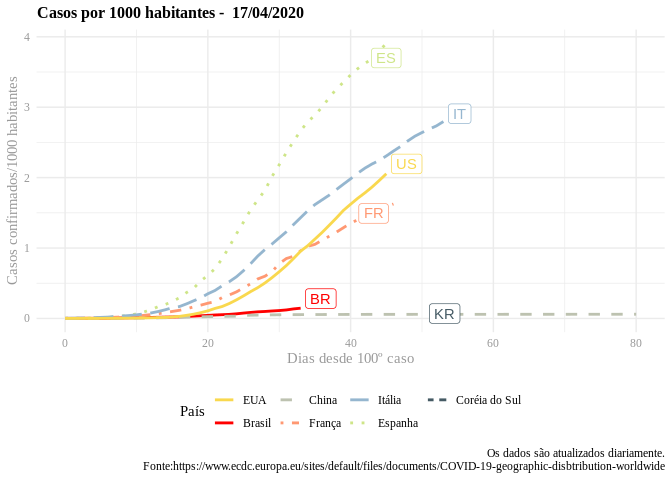 Casos por 1000 habitantes -  17/04/2020
Casos confirmados/1000 habitantes
4
3
2
1
0
ES
IT
US
FR
BR
KR
0
20
40
60
80
Dias desde 100º caso
País
EUA
China
Itália
Coréia do Sul
Brasil
França
Espanha
Os dados são atualizados diariamente.
Fonte:https://www.ecdc.europa.eu/sites/default/files/documents/COVID-19-geographic-disbtribution-worldwide